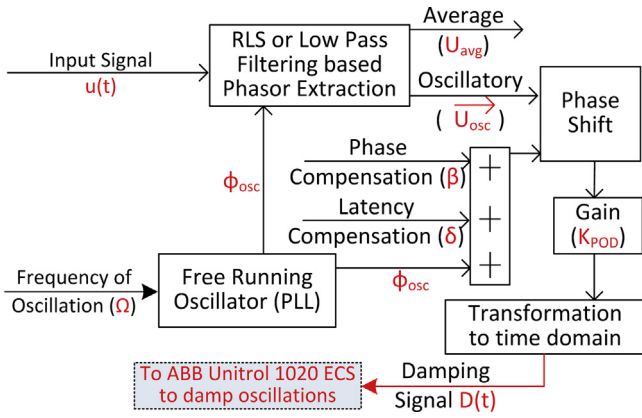 Input Signal
u(t)
RLS or Low Pass
Filtering based
Phasor Extraction
Average
(Uavg)
Oscillatory
( Uosc )
Phase
Shift
ϕosc
Phase
Compensation (β)
Latency
Compensation (δ)
+
+
+
Gain
(KPOD)
Frequency of
Oscillation (Ω)
Free Running
Oscillator (PLL)
ϕosc
Transformation
to time domain
To ABB Unitrol 1020 ECS
to damp oscillations
Damping
Signal D(t)